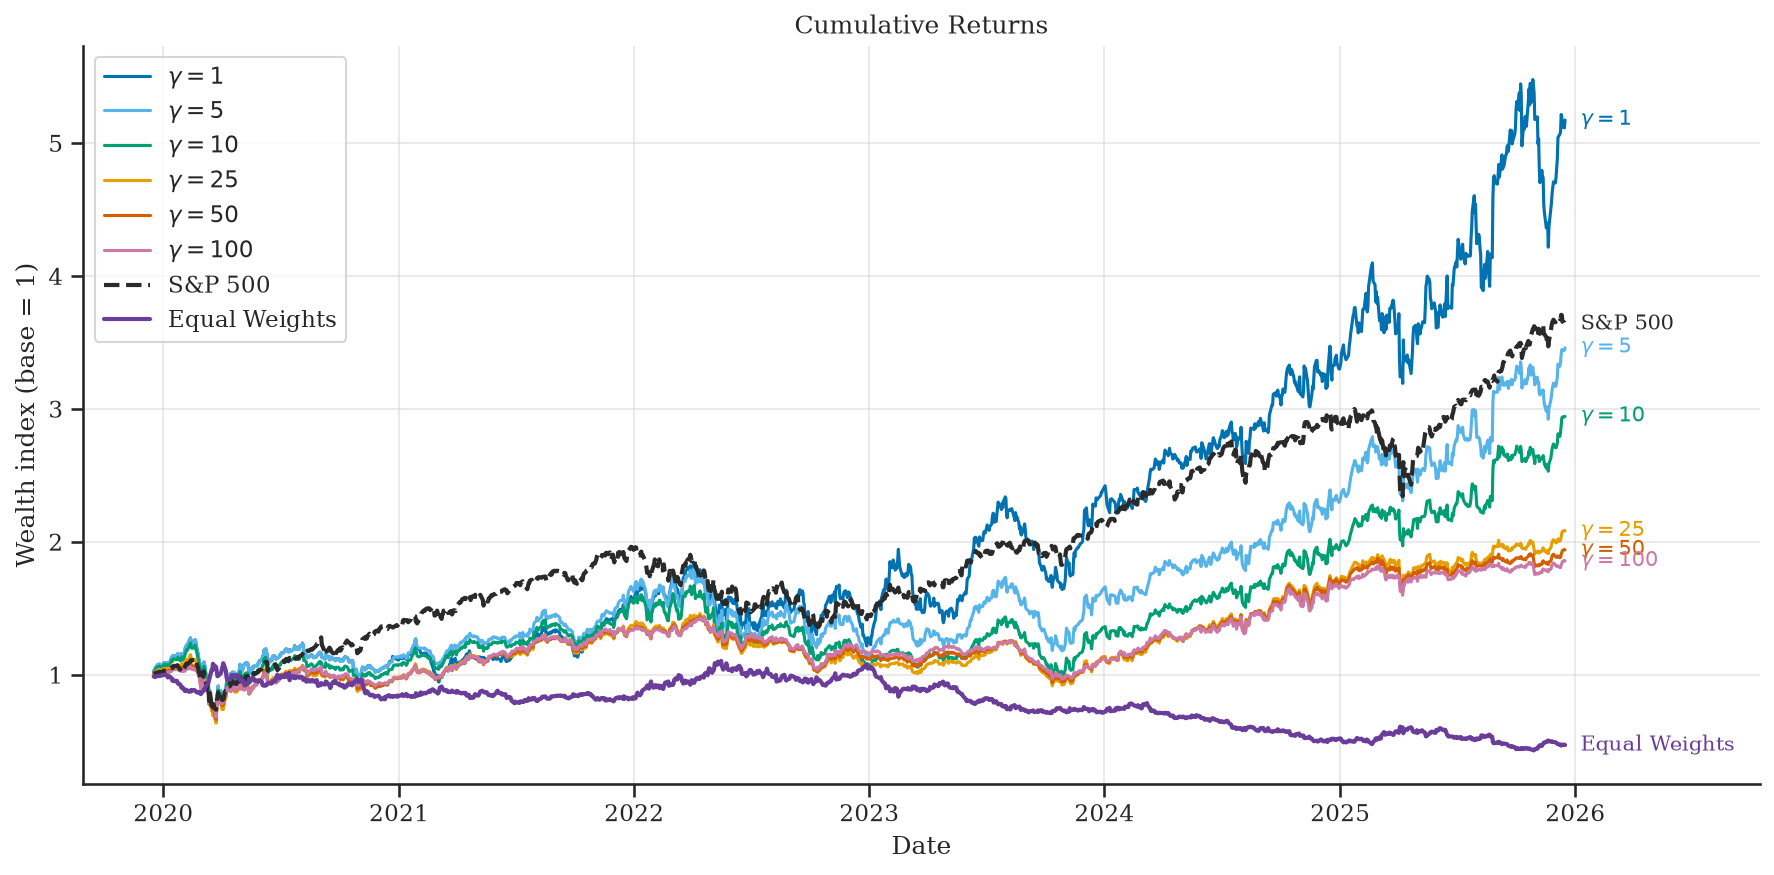 Cumulative Returns
γ = 1
γ = 5
γ = 10
γ = 25
γ = 50
γ = 100
S&P 500
Equal Weights
Wealth index (base = 1)
5
4
3
2
1
γ = 1
S&P 500
γ = 5
γ = 10
γ = 25
γ = 50
γ = 100
Equal Weights
2020 2021 2022 2023 2024 2025 2026
Date